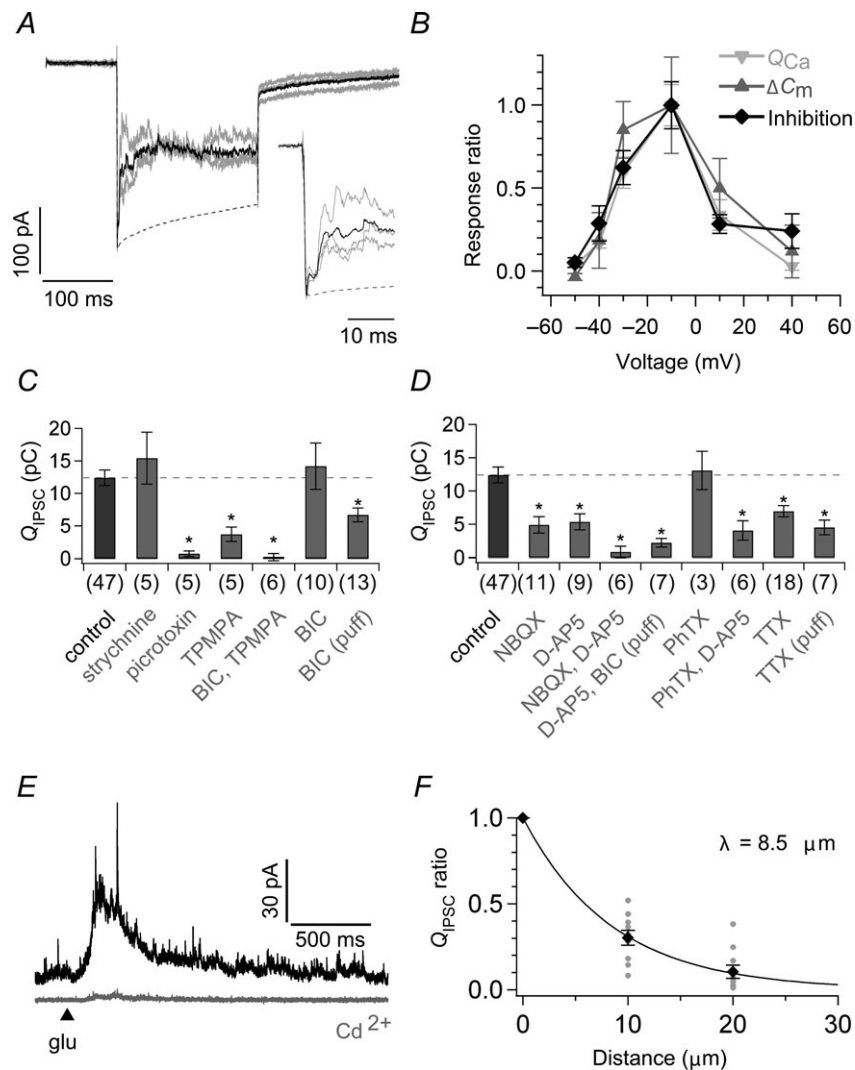 A
100 pA
100 ms
10 ms
B
Response ratio
1.0
0.5
0.0
−60 −40 −20 0 20 40 60
Voltage (mV)
QCa
ΔCm
Inhibition
C
QIPSC (pC)
20
15
10
5
0
* * * *
(47) (5) (5) (5) (6) (10) (13)
control
strychnine
picrotoxin
TPMPA
BIC, TPMPA
BIC
BIC (puff)
D
QIPSC (pC)
20
15
10
5
0
* * * * * * *
(47) (11) (9) (6) (7) (3) (6) (18) (7)
control
NBQX
D-AP5
NBQX, D-AP5
D-AP5, BIC (puff)
PhTX
PhTX, D-AP5
TTX
TTX (puff)
E
30 pA
500 ms
Cd 2+
glu
F
QIPSC ratio
1.0
0.5
0.0
0 10 20 30
Distance (μm)
λ = 8.5 μm